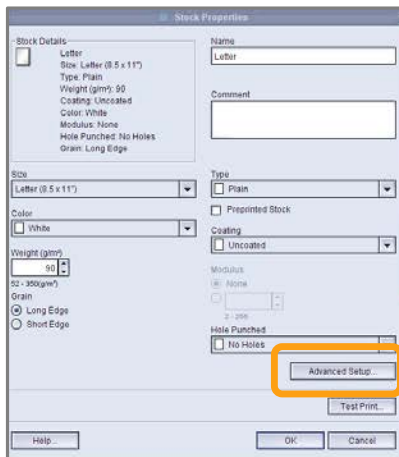 Stock Properties
Stock Details
Letter
Size: Letter (8.5 x 11")
Type: Plain
Weight (g/m²): 90
Coating: Uncoated
Color: White
Modulus: None
Hole Punched: No Holes
Grain: Long Edge
Name
Letter
Comment
Size
Letter (8.5 x 11")
Type
Plain
Preprinted Stock
Color
White
Coating
Uncoated
Weight (g/m²)
90
52 - 350(g/m²)
Modulus
None
Grain
Long Edge
Short Edge
Hole Punched
No Holes
Advanced Setup...
Test Print...
Help...
OK
Cancel